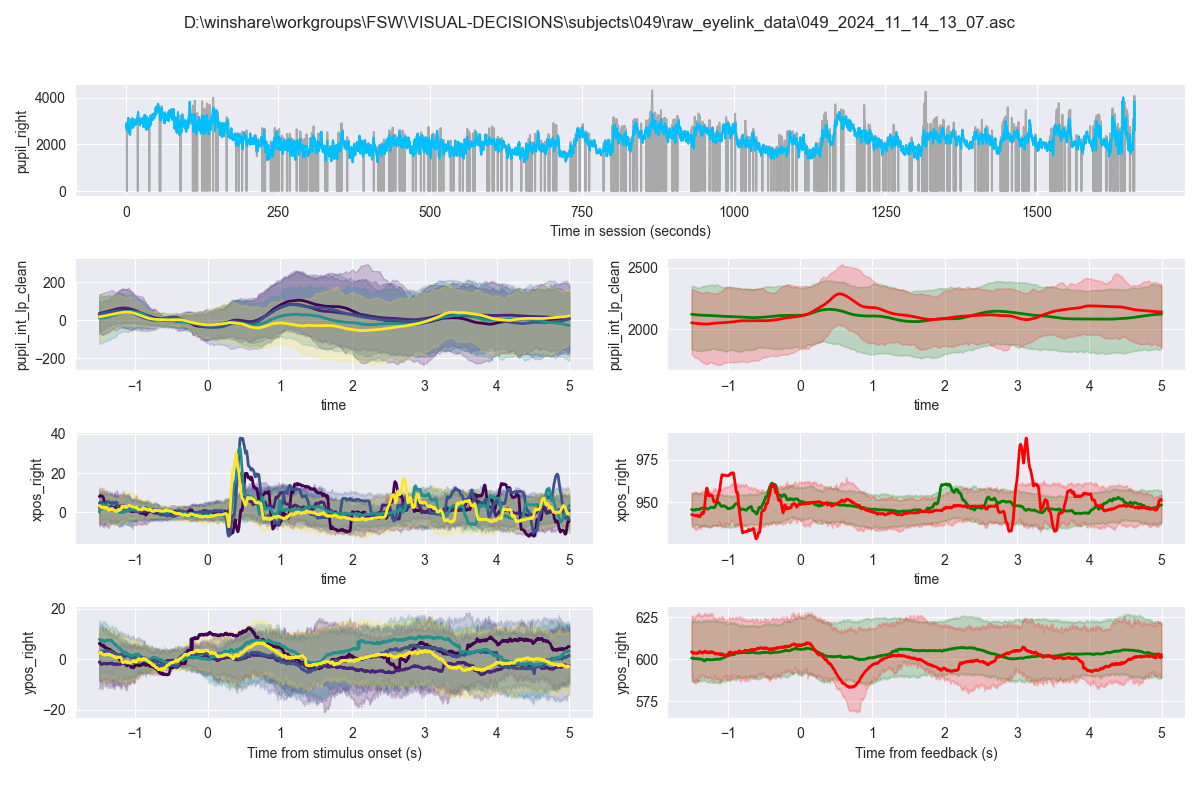 D:\winshare\workgroups\FSW\VISUAL-DECISIONS\subjects\049\raw_eyelink_data\049_2024_11_14_13_07.asc
pupil_right
4000
2000
0
0 250 500 750 1000 1250 1500
Time in session (seconds)
pupil_int_lp_clean
200
0
−200
−1 0 1 2 3 4 5
time
pupil_int_lp_clean
2500
2000
−1 0 1 2 3 4 5
time
xpos_right
40
20
0
−1 0 1 2 3 4 5
time
xpos_right
975
950
−1 0 1 2 3 4 5
time
ypos_right
20
0
−20
−1 0 1 2 3 4 5
Time from stimulus onset (s)
ypos_right
625
600
575
−1 0 1 2 3 4 5
Time from feedback (s)